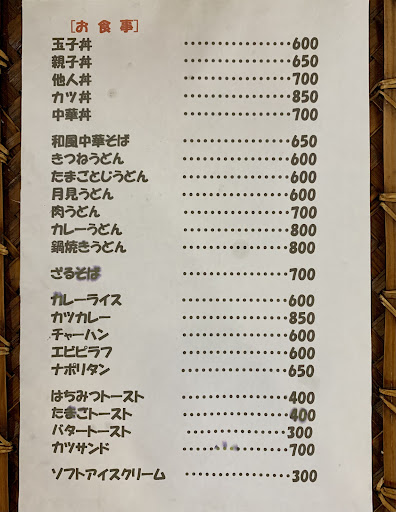 [お食事]
玉子丼 ・・・・・・・・・・・・・・・・・600
親子丼 ・・・・・・・・・・・・・・・・・650
他人丼 ・・・・・・・・・・・・・・・・・700
カツ丼 ・・・・・・・・・・・・・・・・・850
中華丼 ・・・・・・・・・・・・・・・・・700
和風中華そば ・・・・・・・・・・・・・・・・・650
きつねうどん ・・・・・・・・・・・・・・・・・600
たまごとじうどん ・・・・・・・・・・・・・・・・・600
月見うどん ・・・・・・・・・・・・・・・・・600
肉うどん ・・・・・・・・・・・・・・・・・700
カレーうどん ・・・・・・・・・・・・・・・・・800
鍋焼きうどん ・・・・・・・・・・・・・・・・・800
ざるそば ・・・・・・・・・・・・・・・・・700
カレーライス ・・・・・・・・・・・・・・・・・600
カツカレー ・・・・・・・・・・・・・・・・・850
チャーハン ・・・・・・・・・・・・・・・・・600
エビピラフ ・・・・・・・・・・・・・・・・・600
ナポリタン ・・・・・・・・・・・・・・・・・650
はちみつトースト ・・・・・・・・・・・・・・・・・400
たまごトースト ・・・・・・・・・・・・・・・・・400
バタートースト ・・・・・・・・・・・・・・・・300
カツサンド ・・・・・・・・・・・・・・・・・700
ソフトアイスクリーム ・・・・・・・・・・・・・・・・・300